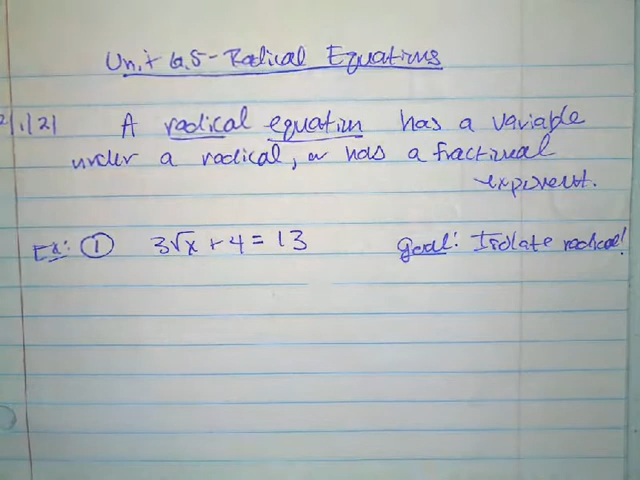 Unit 6.5 - Radical Equations
2/1/21 A radical equation has a variable
under a radical, or has a fractional
exponent.
Ex: ① 3√x + 4 = 13 Goal: Isolate radical!